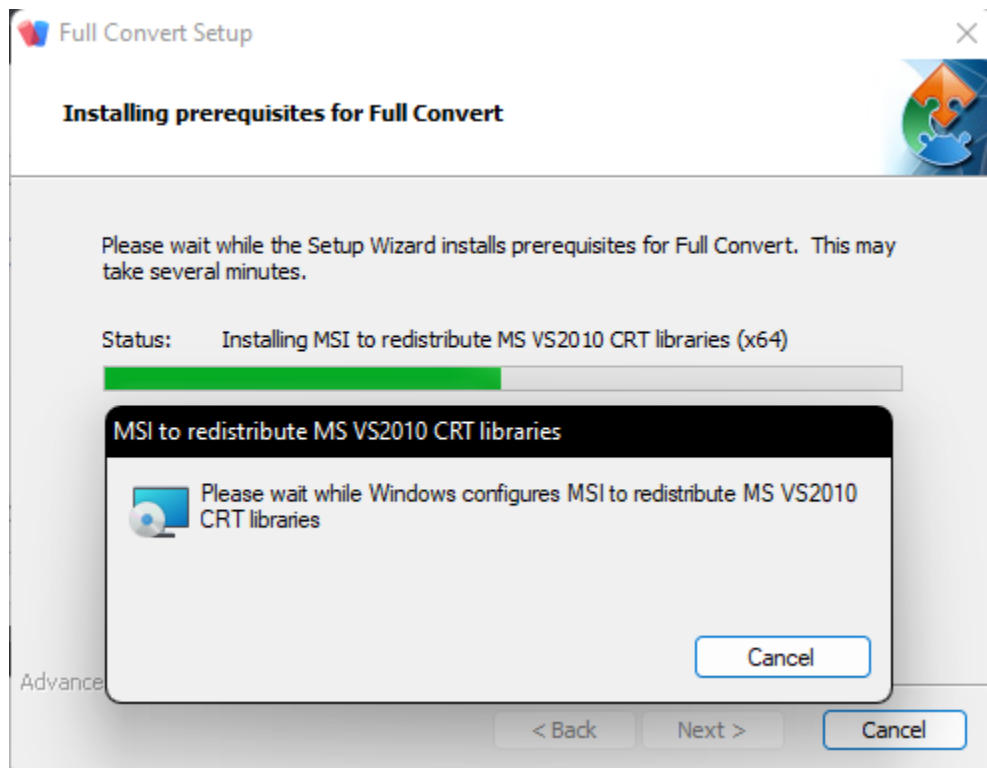 Full Convert Setup
Installing prerequisites for Full Convert
Please wait while the Setup Wizard installs prerequisites for Full Convert. This may
take several minutes.
Status: Installing MSI to redistribute MS VS2010 CRT libraries (x64)
MSI to redistribute MS VS2010 CRT libraries
Please wait while Windows configures MSI to redistribute MS VS2010
CRT libraries
Cancel
Advance
< Back Next > Cancel